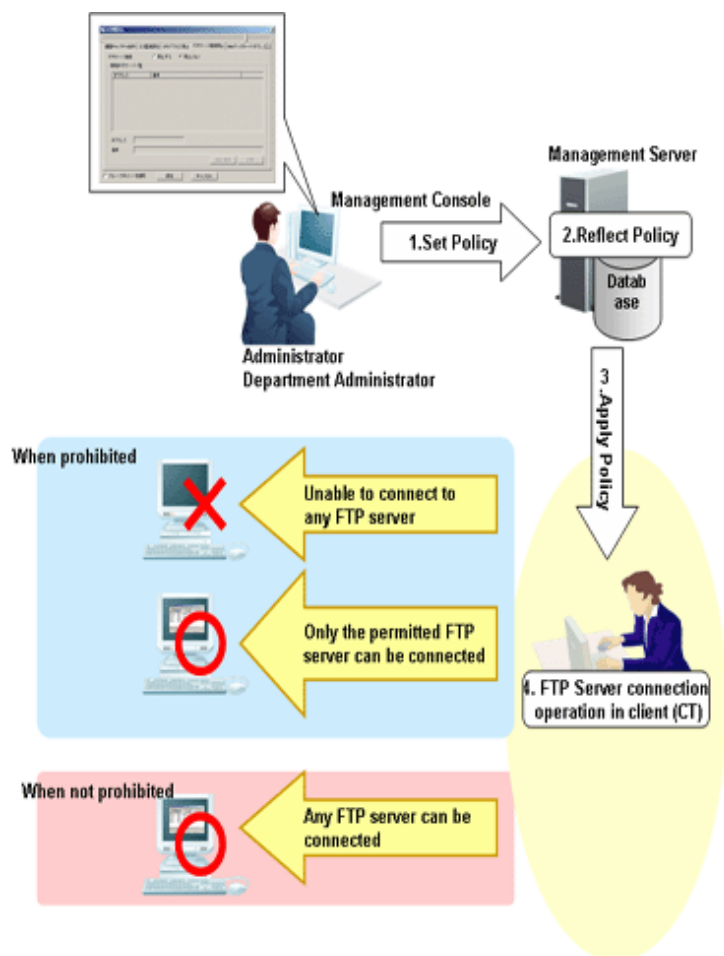 Management Server
Management Console
1.Set Policy
2.Reflect Policy
Datab
ase
Administrator
Department Administrator
3.Apply Policy
When prohibited
Unable to connect to
any FTP server
Only the permitted FTP
server can be connected
4. FTP Server connection
operation in client (CT)
When not prohibited
Any FTP server can be
connected